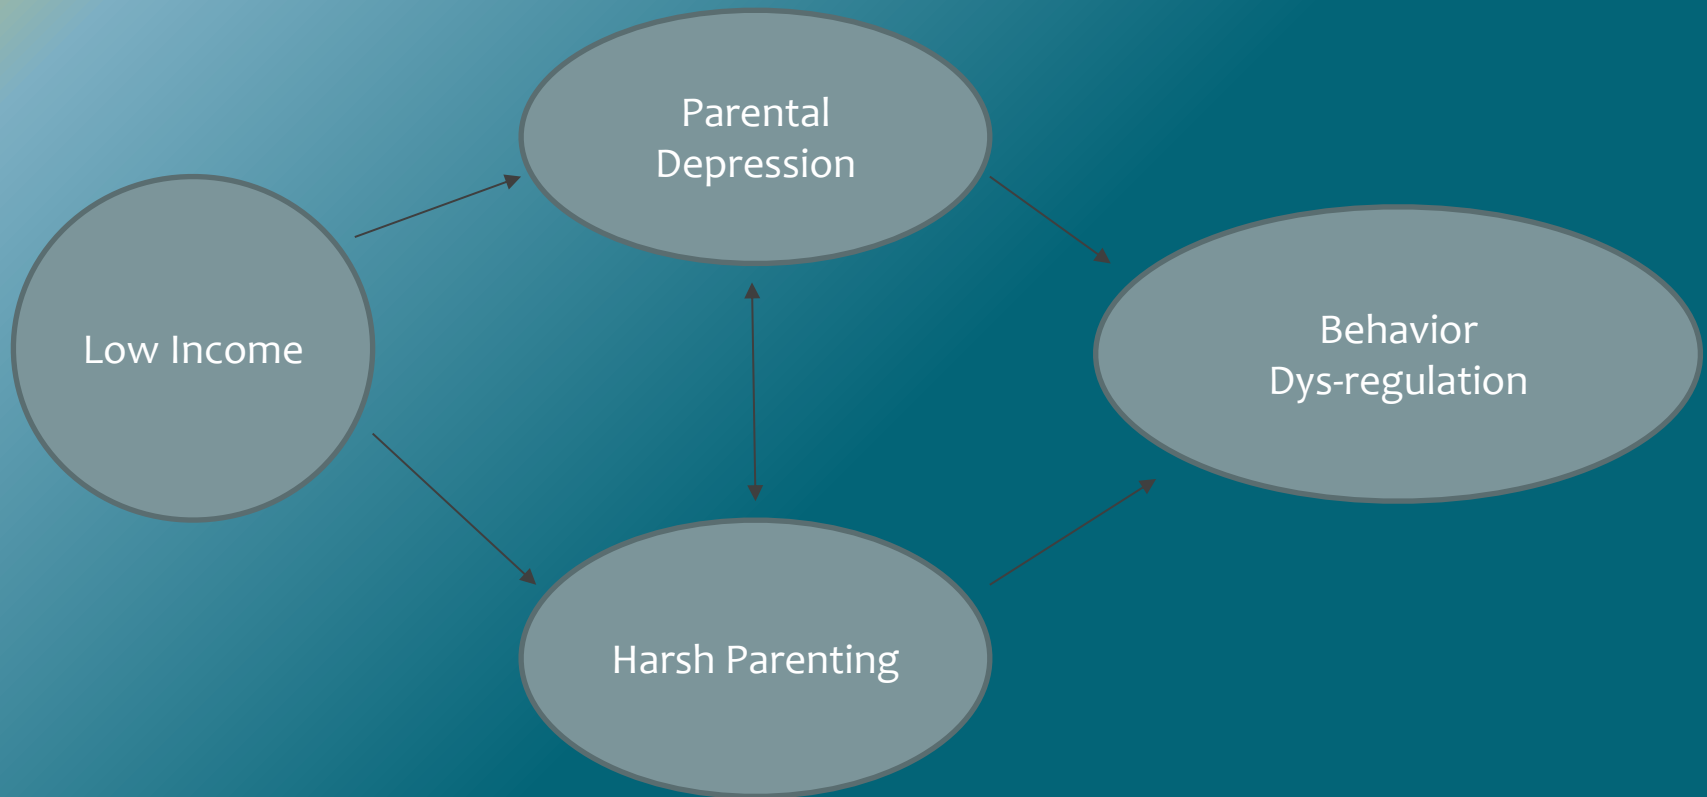 Parental
Depression
Low Income
Behavior
Dys-regulation
Harsh Parenting